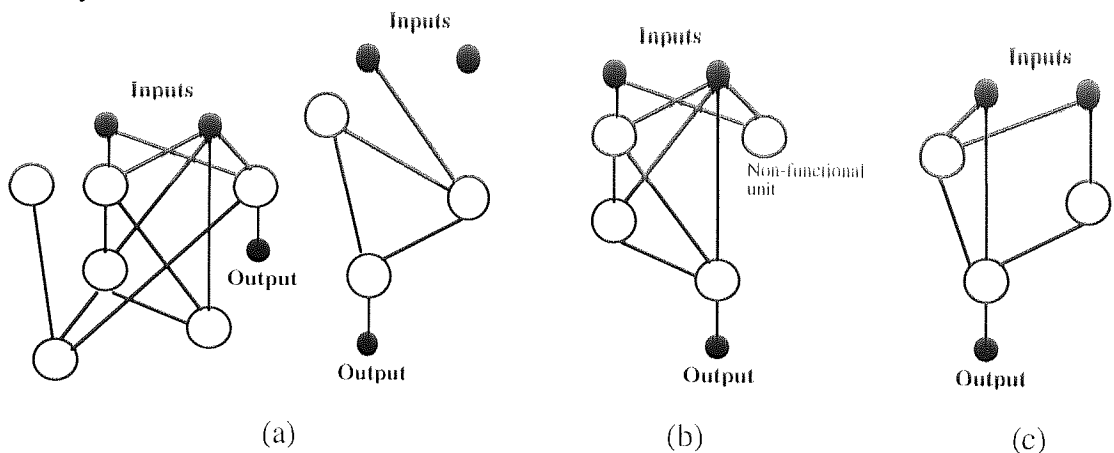 Inputs
Inputs
Output
Output
(a)
Inputs
Non-functional
unit
Output
(b)
Inputs
Output
(c)